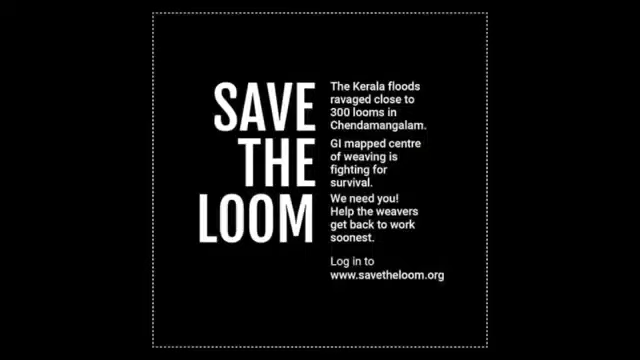 SAVE
THE
LOOM
The Kerala floods
ravaged close to
300 looms in
Chendamangalam.
GI mapped centre
of weaving is
fighting for
survival.
We need you!
Help the weavers
get back to work
soonest.
Log in to
www.savetheloom.org